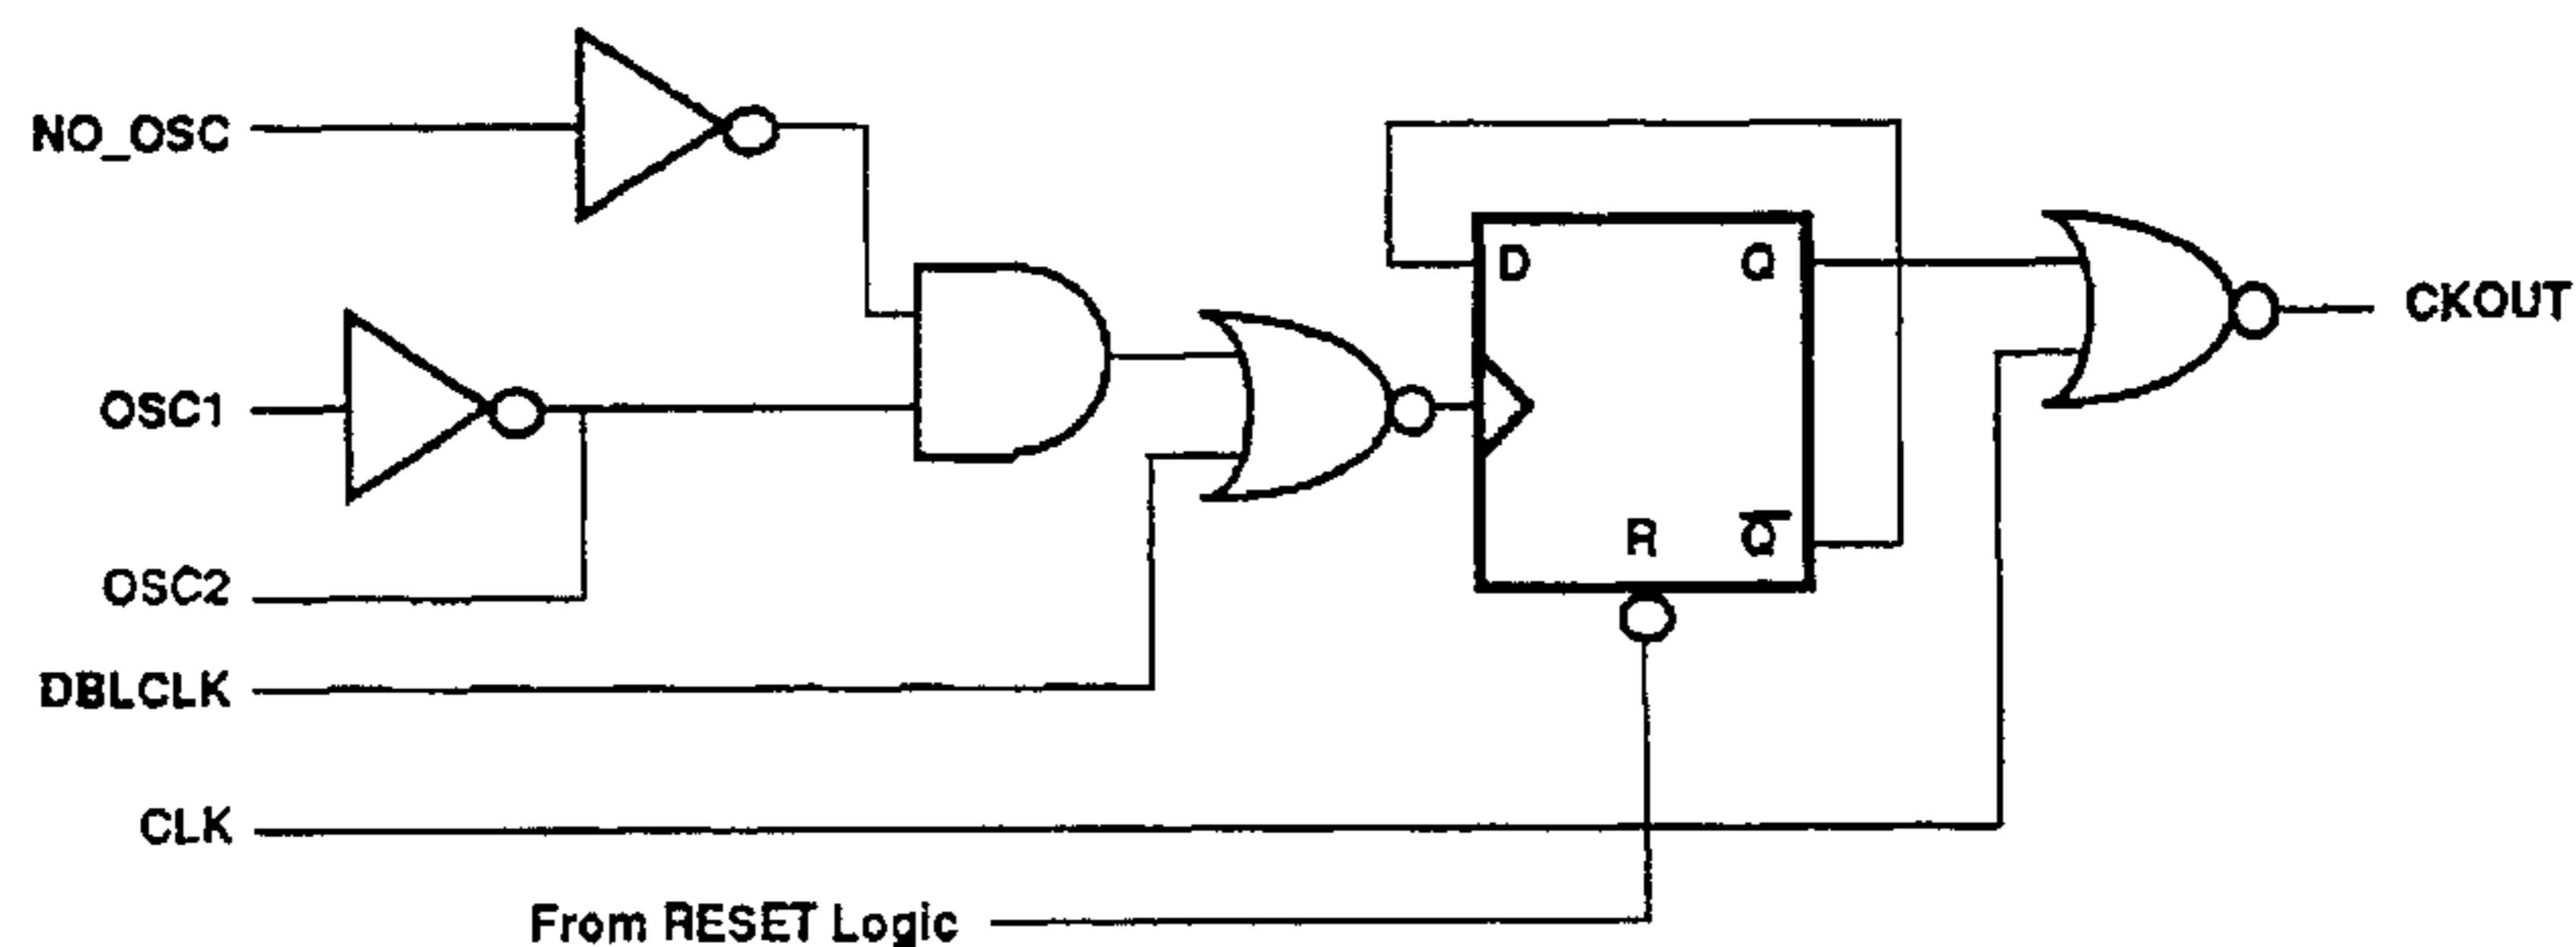 NO_OSC
OSC1
OSC2
DBLCLK
CLK
From RESET Logic
D
Q
R
Q̅
CKOUT